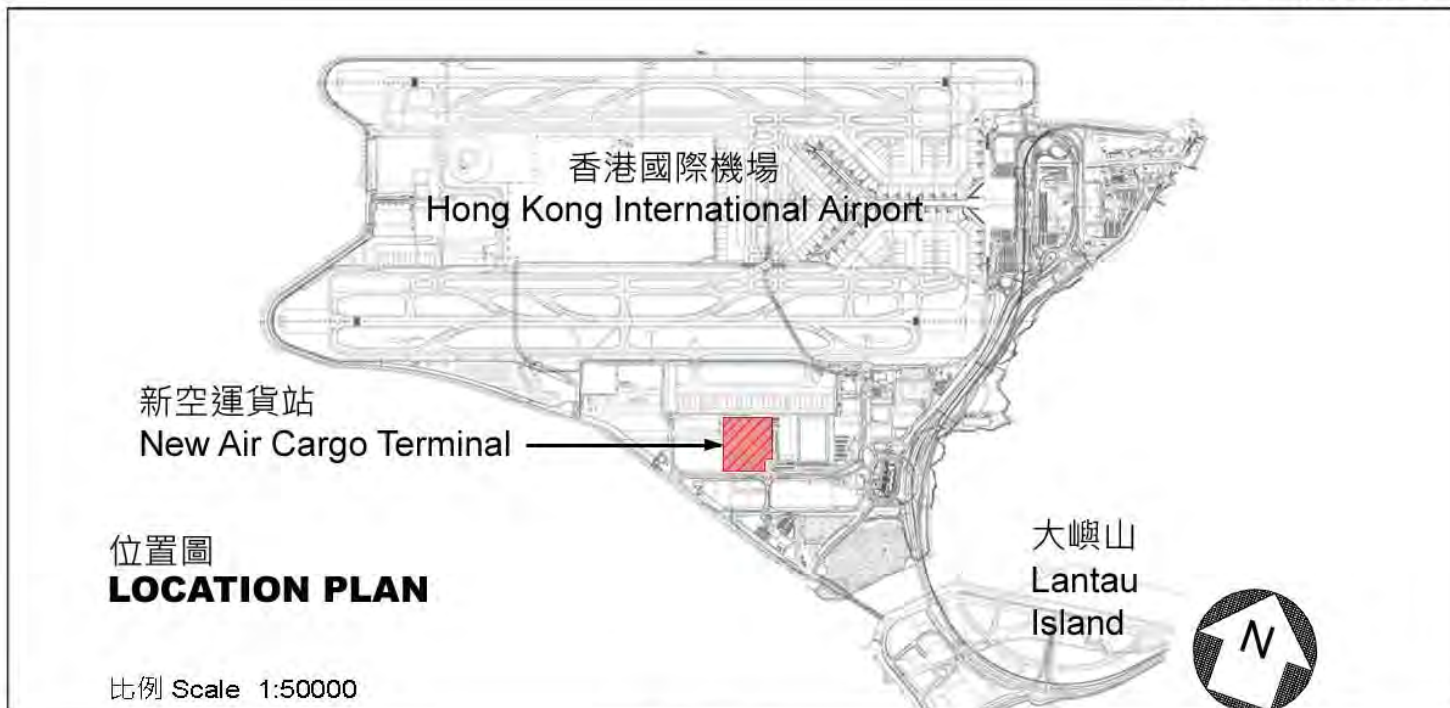 香港國際機場
Hong Kong International Airport
新空運貨站
New Air Cargo Terminal
位置圖
LOCATION PLAN
大嶼山
Lantau
Island
N
比例 Scale 1:50000